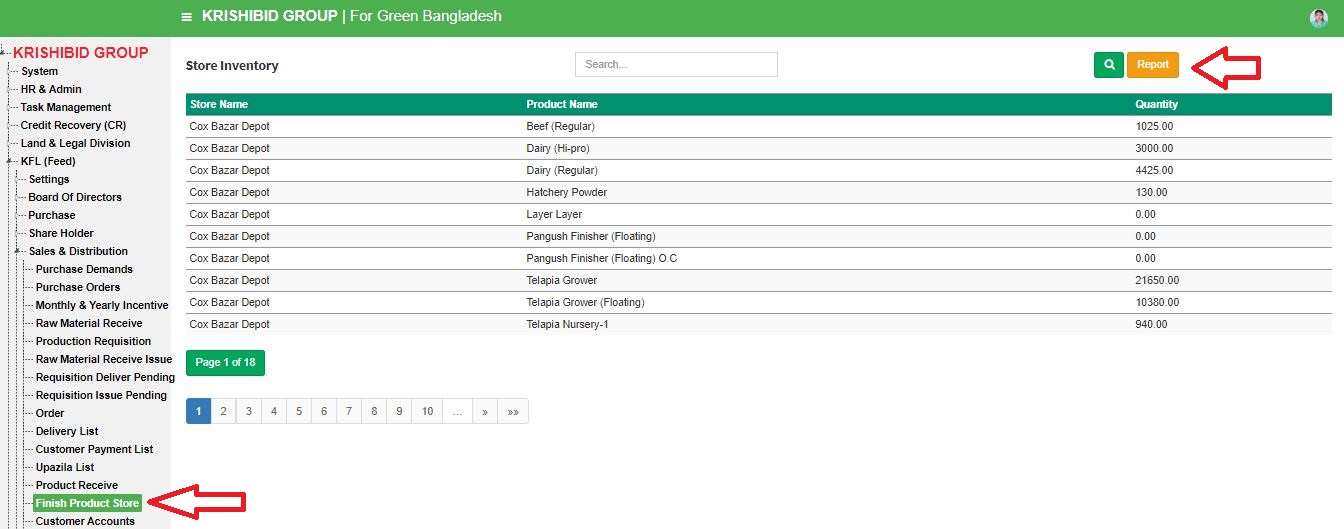 ≡ KRISHIBID GROUP | For Green Bangladesh
KRISHIBID GROUP
System
HR & Admin
Task Management
Credit Recovery (CR)
Land & Legal Division
KFL (Feed)
Settings
Board Of Directors
Purchase
Share Holder
Sales & Distribution
Purchase Demands
Purchase Orders
Monthly & Yearly Incentive
Raw Material Receive
Production Requisition
Raw Material Receive Issue
Requisition Deliver Pending
Requisition Issue Pending
Order
Delivery List
Customer Payment List
Upazila List
Product Receive
Finish Product Store
Customer Accounts
Store Inventory Search... Report
Store Name Product Name Quantity
Cox Bazar Depot Beef (Regular) 1025.00
Cox Bazar Depot Dairy (Hi-pro) 3000.00
Cox Bazar Depot Dairy (Regular) 4425.00
Cox Bazar Depot Hatchery Powder 130.00
Cox Bazar Depot Layer Layer 0.00
Cox Bazar Depot Pangush Finisher (Floating) 0.00
Cox Bazar Depot Pangush Finisher (Floating) O.C 0.00
Cox Bazar Depot Telapia Grower 21650.00
Cox Bazar Depot Telapia Grower (Floating) 10380.00
Cox Bazar Depot Telapia Nursery-1 940.00
Page 1 of 18
1 2 3 4 5 6 7 8 9 10 ... » »»